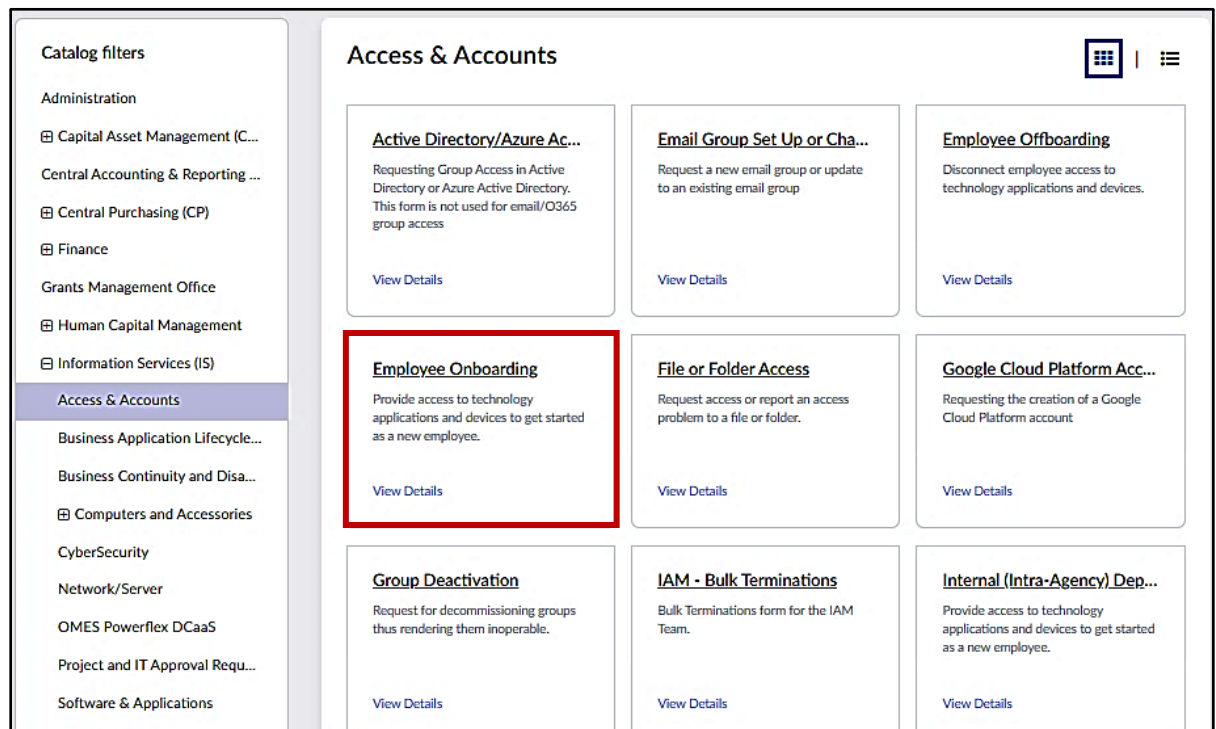 Catalog filters
Administration
Capital Asset Management (C...
Central Accounting & Reporting ...
Central Purchasing (CP)
Finance
Grants Management Office
Human Capital Management
Information Services (IS)
Access & Accounts
Business Application Lifecycle...
Business Continuity and Disa...
Computers and Accessories
CyberSecurity
Network/Server
OMES Powerflex DCaaS
Project and IT Approval Requ...
Software & Applications
Access & Accounts
Active Directory/Azure Ac...
Requesting Group Access in Active
Directory or Azure Active Directory.
This form is not used for email/O365
group access
View Details
Email Group Set Up or Cha...
Request a new email group or update
to an existing email group
View Details
Employee Offboarding
Disconnect employee access to
technology applications and devices.
View Details
Employee Onboarding
Provide access to technology
applications and devices to get started
as a new employee.
View Details
File or Folder Access
Request access or report an access
problem to a file or folder.
View Details
Google Cloud Platform Acc...
Requesting the creation of a Google
Cloud Platform account
View Details
Group Deactivation
Request for decommissioning groups
thus rendering them inoperable.
View Details
IAM - Bulk Terminations
Bulk Terminations form for the IAM
Team.
View Details
Internal (Intra-Agency) Dep...
Provide access to technology
applications and devices to get started
as a new employee.
View Details